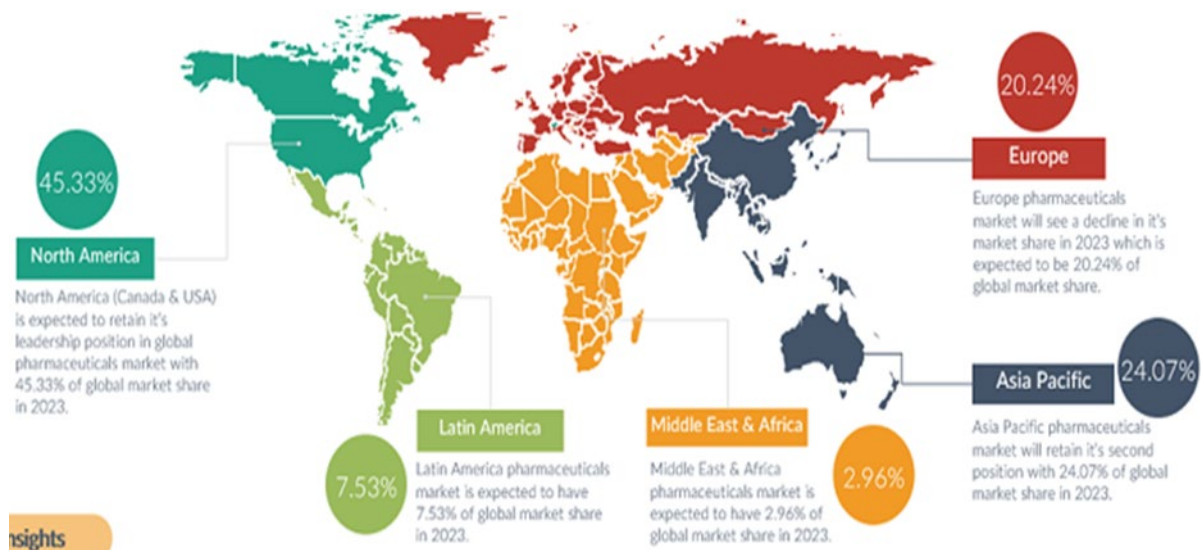 45.33%
North America
North America (Canada & USA)
is expected to retain it's
leadership position in global
pharmaceuticals market with
45.33% of global market share
in 2023.
20.24%
Europe
Europe pharmaceuticals
market will see a decline in it's
market share in 2023 which is
expected to be 20.24% of
global market share.
24.07%
Asia Pacific
Asia Pacific pharmaceuticals
market will retain it's second
position with 24.07% of global
market share in 2023.
7.53%
Latin America
Latin America pharmaceuticals
market is expected to have
7.53% of global market share
in 2023.
Middle East & Africa
2.96%
Middle East & Africa
pharmaceuticals market is
expected to have 2.96% of
global market share in 2023.
nsights